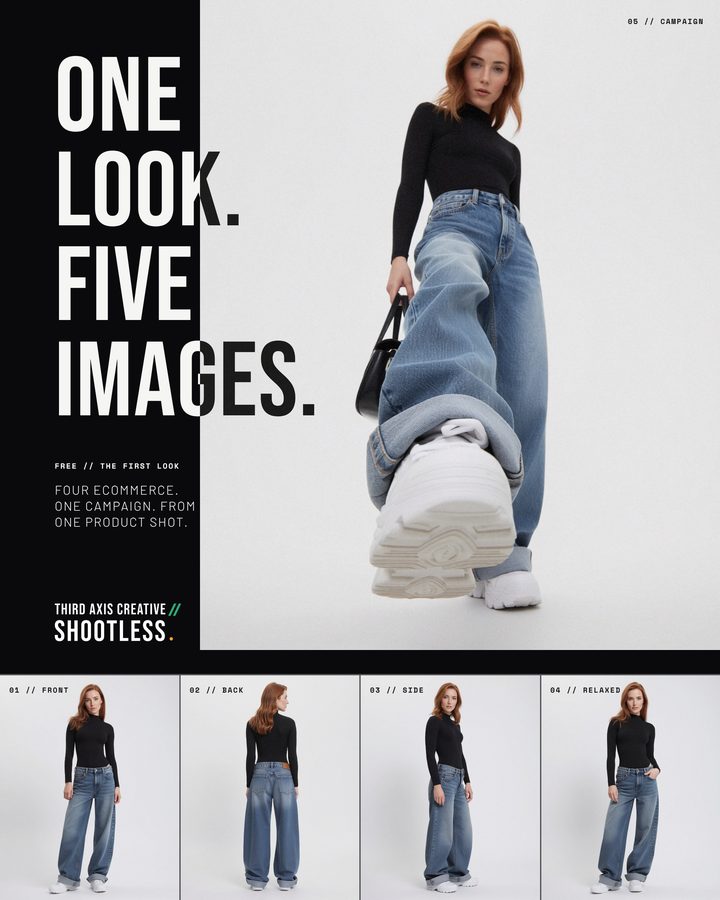 05 // CAMPAIGN
ONE
LOOK.
FIVE
IMAGES.
FREE // THE FIRST LOOK
FOUR ECOMMERCE.
ONE CAMPAIGN. FROM
ONE PRODUCT SHOT.
THIRD AXIS CREATIVE //
SHOOTLESS.
01 // FRONT
02 // BACK
03 // SIDE
04 // RELAXED